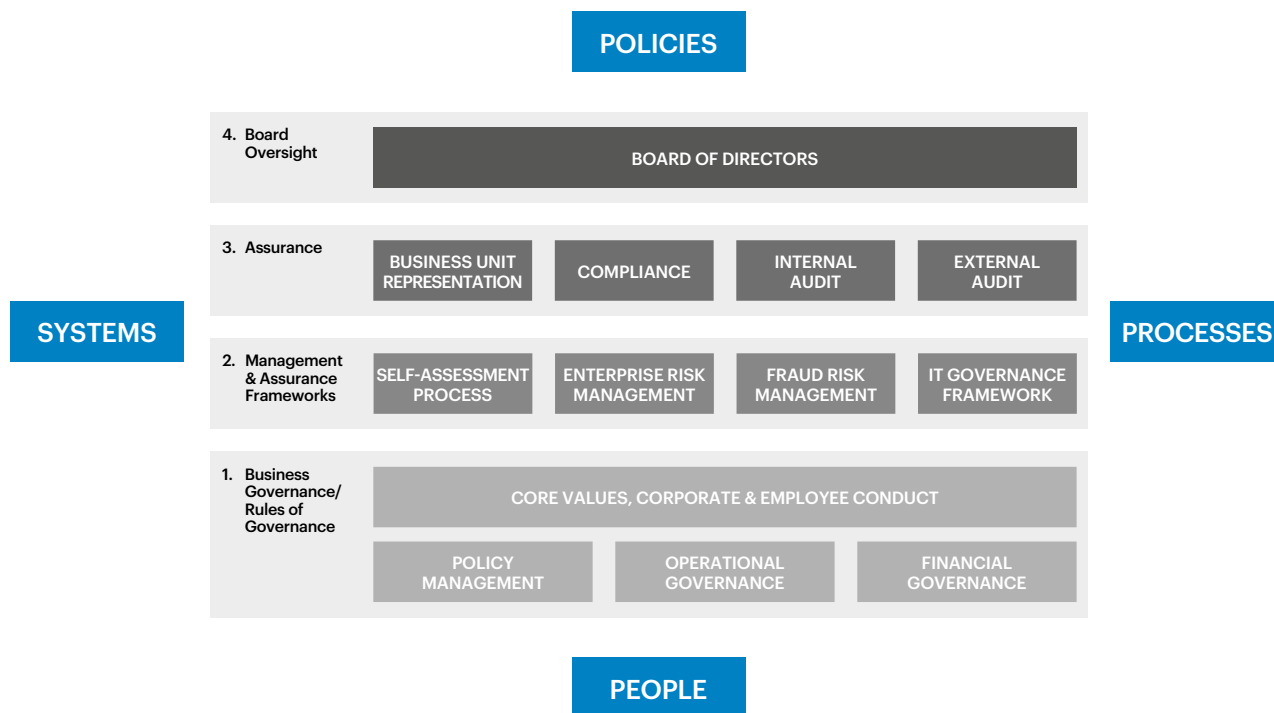 POLICIES
4. Board
Oversight
BOARD OF DIRECTORS
3. Assurance
BUSINESS UNIT
REPRESENTATION
COMPLIANCE
INTERNAL
AUDIT
EXTERNAL
AUDIT
SYSTEMS
PROCESSES
2. Management
& Assurance
Frameworks
SELF-ASSESSMENT
PROCESS
ENTERPRISE RISK
MANAGEMENT
FRAUD RISK
MANAGEMENT
IT GOVERNANCE
FRAMEWORK
1. Business
Governance/
Rules of
Governance
CORE VALUES, CORPORATE & EMPLOYEE CONDUCT
POLICY
MANAGEMENT
OPERATIONAL
GOVERNANCE
FINANCIAL
GOVERNANCE
PEOPLE